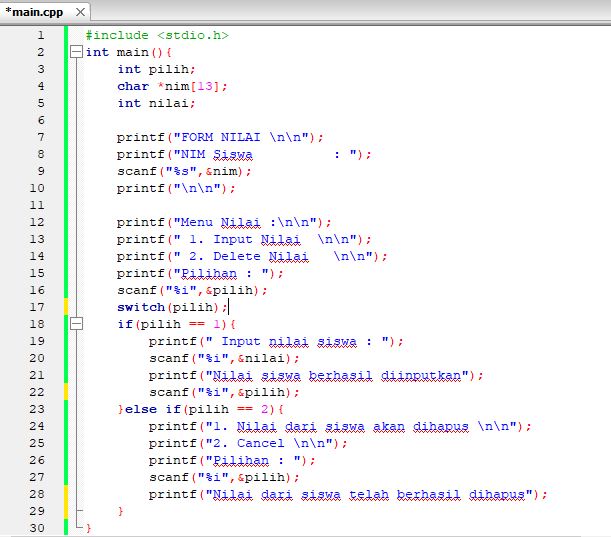 *main.cpp
1 #include <stdio.h>
2 int main(){
3 int pilih;
4 char *nim[13];
5 int nilai;
6
7 printf("FORM NILAI \n\n");
8 printf("NIM Siswa : ");
9 scanf("%s",&nim);
10 printf("\n\n");
11
12 printf("Menu Nilai :\n\n");
13 printf(" 1. Input Nilai \n\n");
14 printf(" 2. Delete Nilai \n\n");
15 printf("Pilihan : ");
16 scanf("%i",&pilih);
17 switch(pilih);
18 if(pilih == 1){
19 printf(" Input nilai siswa : ");
20 scanf("%i",&nilai);
21 printf("Nilai siswa berhasil diinputkan");
22 scanf("%i",&pilih);
23 }else if(pilih == 2){
24 printf("1. Nilai dari siswa akan dihapus \n\n");
25 printf("2. Cancel \n\n");
26 printf("Pilihan : ");
27 scanf("%i",&pilih);
28 printf("Nilai dari siswa telah berhasil dihapus");
29 }
30 }